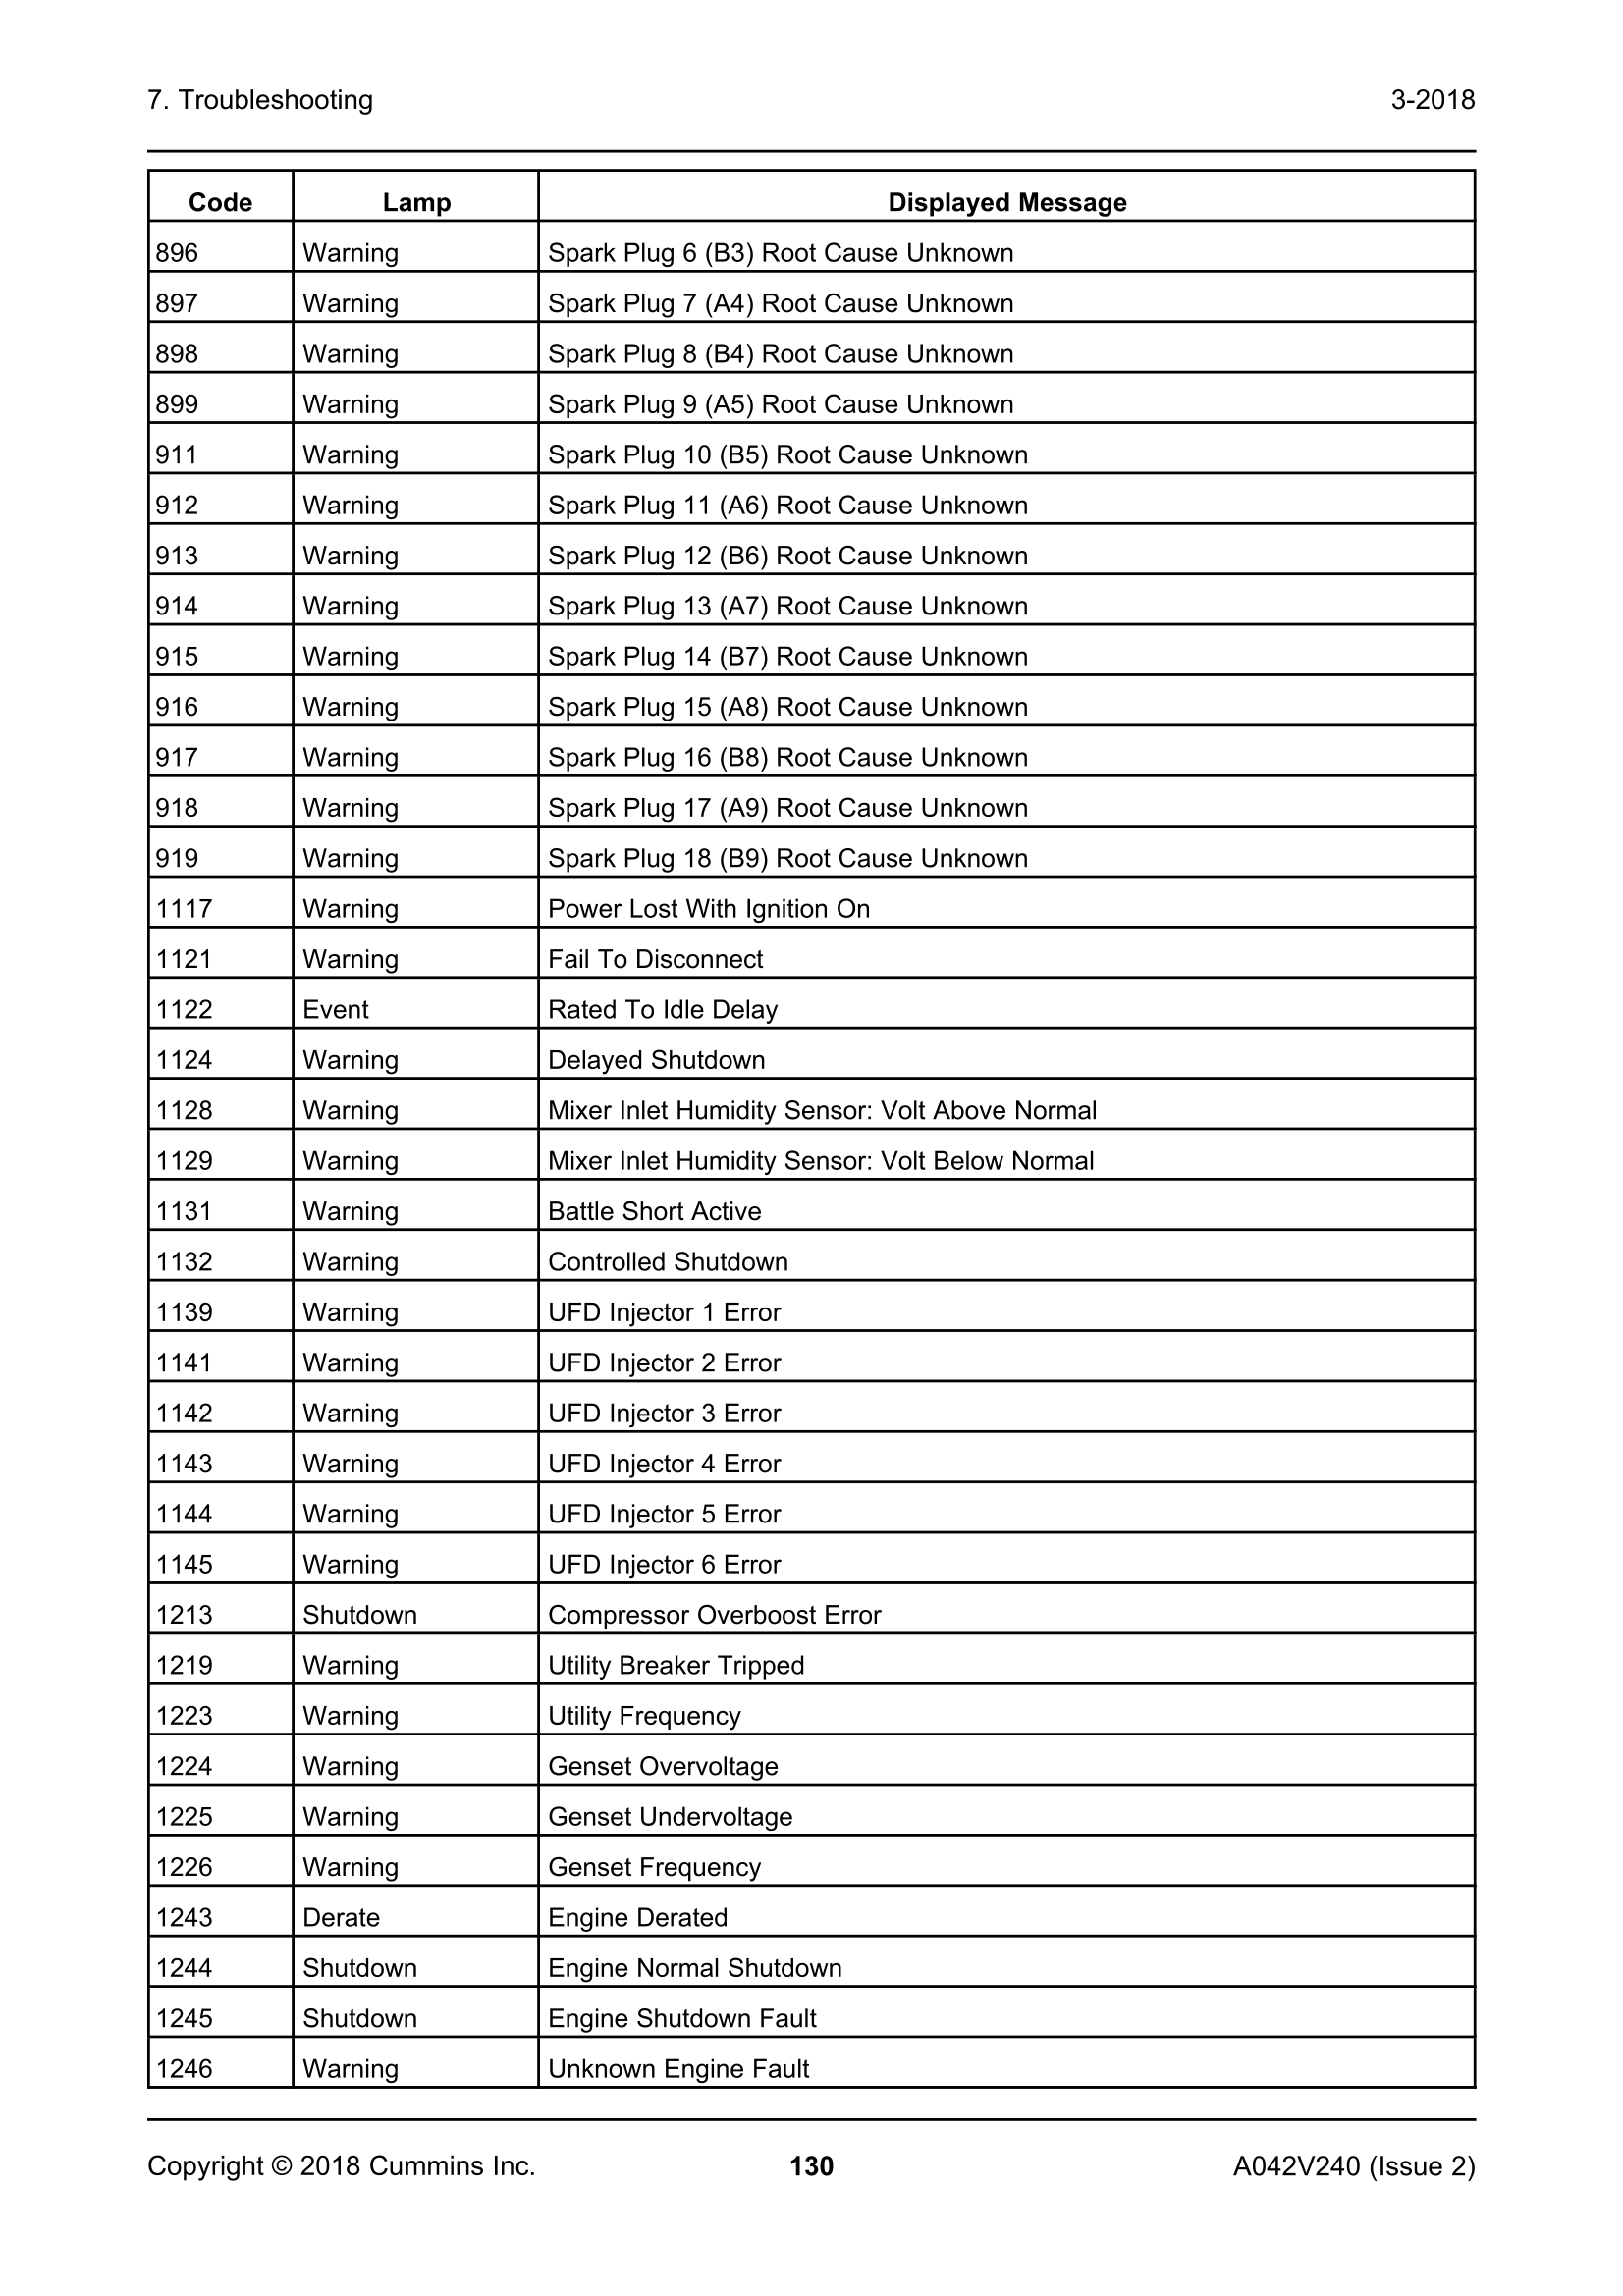 7. Troubleshooting 3-2018
Code Lamp Displayed Message
896 Warning Spark Plug 6 (B3) Root Cause Unknown
897 Warning Spark Plug 7 (A4) Root Cause Unknown
898 Warning Spark Plug 8 (B4) Root Cause Unknown
899 Warning Spark Plug 9 (A5) Root Cause Unknown
911 Warning Spark Plug 10 (B5) Root Cause Unknown
912 Warning Spark Plug 11 (A6) Root Cause Unknown
913 Warning Spark Plug 12 (B6) Root Cause Unknown
914 Warning Spark Plug 13 (A7) Root Cause Unknown
915 Warning Spark Plug 14 (B7) Root Cause Unknown
916 Warning Spark Plug 15 (A8) Root Cause Unknown
917 Warning Spark Plug 16 (B8) Root Cause Unknown
918 Warning Spark Plug 17 (A9) Root Cause Unknown
919 Warning Spark Plug 18 (B9) Root Cause Unknown
1117 Warning Power Lost With Ignition On
1121 Warning Fail To Disconnect
1122 Event Rated To Idle Delay
1124 Warning Delayed Shutdown
1128 Warning Mixer Inlet Humidity Sensor: Volt Above Normal
1129 Warning Mixer Inlet Humidity Sensor: Volt Below Normal
1131 Warning Battle Short Active
1132 Warning Controlled Shutdown
1139 Warning UFD Injector 1 Error
1141 Warning UFD Injector 2 Error
1142 Warning UFD Injector 3 Error
1143 Warning UFD Injector 4 Error
1144 Warning UFD Injector 5 Error
1145 Warning UFD Injector 6 Error
1213 Shutdown Compressor Overboost Error
1219 Warning Utility Breaker Tripped
1223 Warning Utility Frequency
1224 Warning Genset Overvoltage
1225 Warning Genset Undervoltage
1226 Warning Genset Frequency
1243 Derate Engine Derated
1244 Shutdown Engine Normal Shutdown
1245 Shutdown Engine Shutdown Fault
1246 Warning Unknown Engine Fault
Copyright © 2018 Cummins Inc. 130 A042V240 (Issue 2)